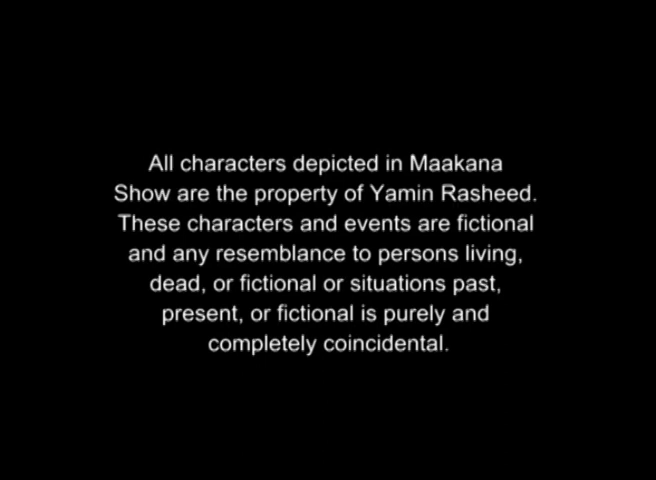 All characters depicted in Maakana
Show are the property of Yamin Rasheed.
These characters and events are fictional
and any resemblance to persons living,
dead, or fictional or situations past,
present, or fictional is purely and
completely coincidental.